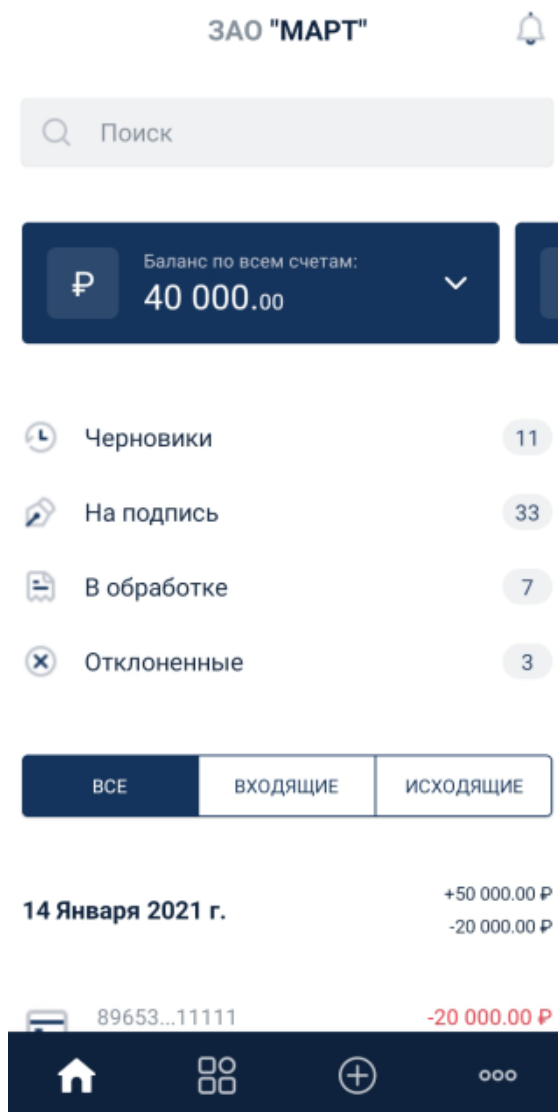 ЗАО "МАРТ"
Поиск
₽
Баланс по всем счетам:
40 000.00
Черновики 11
На подпись 33
В обработке 7
Отклоненные 3
ВСЕ ВХОДЯЩИЕ ИСХОДЯЩИЕ
+50 000.00 ₽
14 Января 2021 г.
-20 000.00 ₽
89653...11111 -20 000.00 ₽